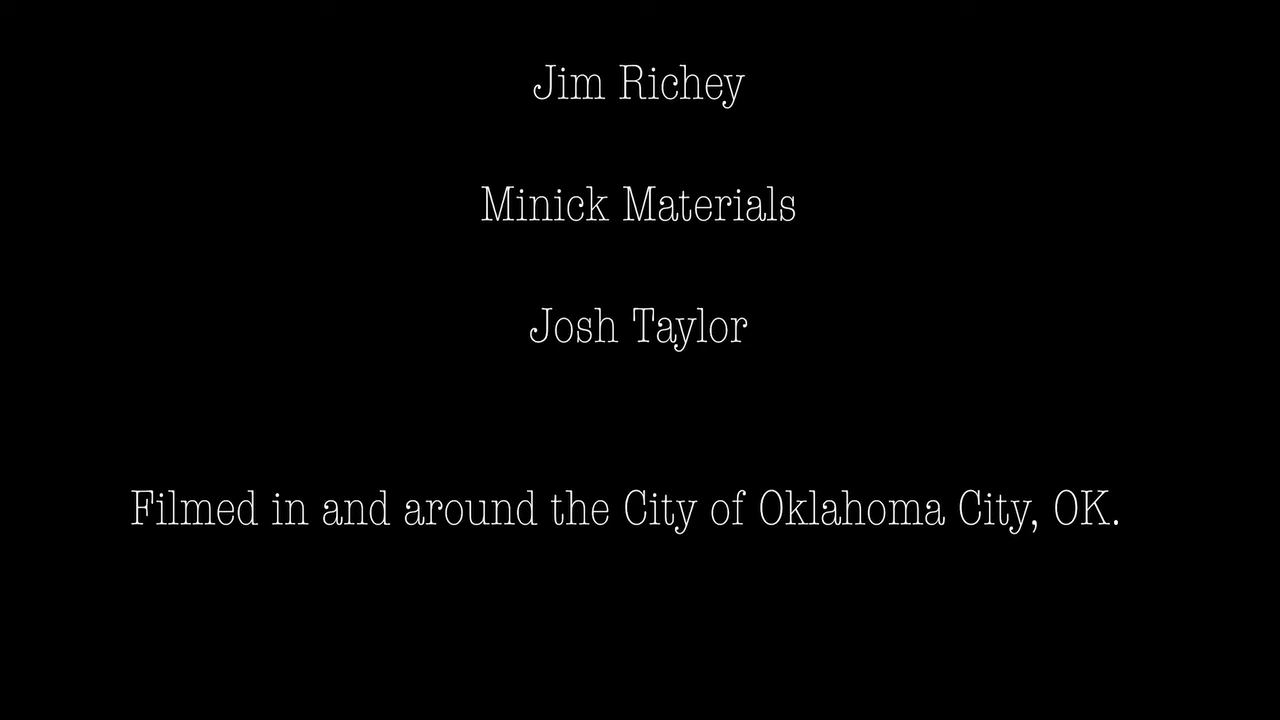 Jim Richey
Minick Materials
Josh Taylor
Filmed in and around the City of Oklahoma City, OK.